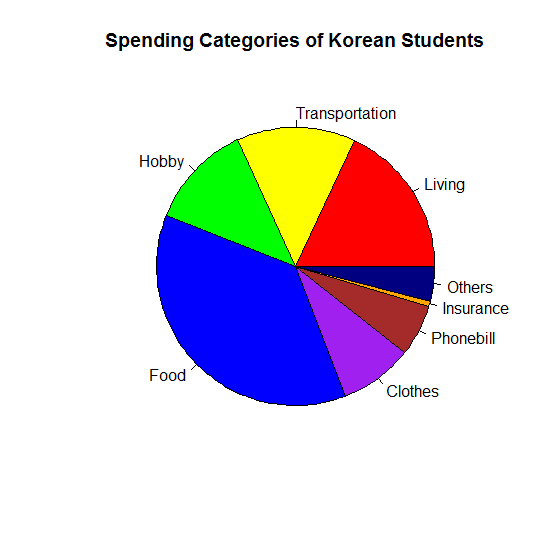 Spending Categories of Korean Students
Transportation
Hobby
Living
Others
Insurance
Phonebill
Food
Clothes